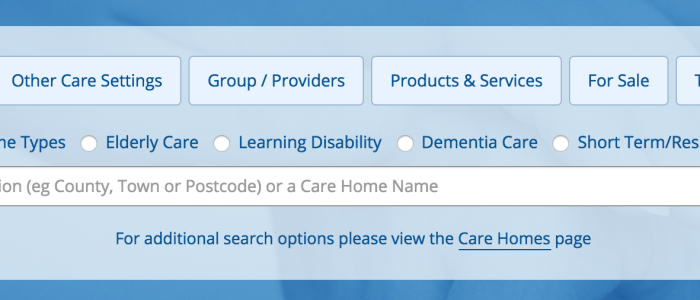 Other Care Settings Group / Providers Products & Services For Sale
Types Elderly Care Learning Disability Dementia Care Short Term/Res
(eg County, Town or Postcode) or a Care Home Name
For additional search options please view the Care Homes page